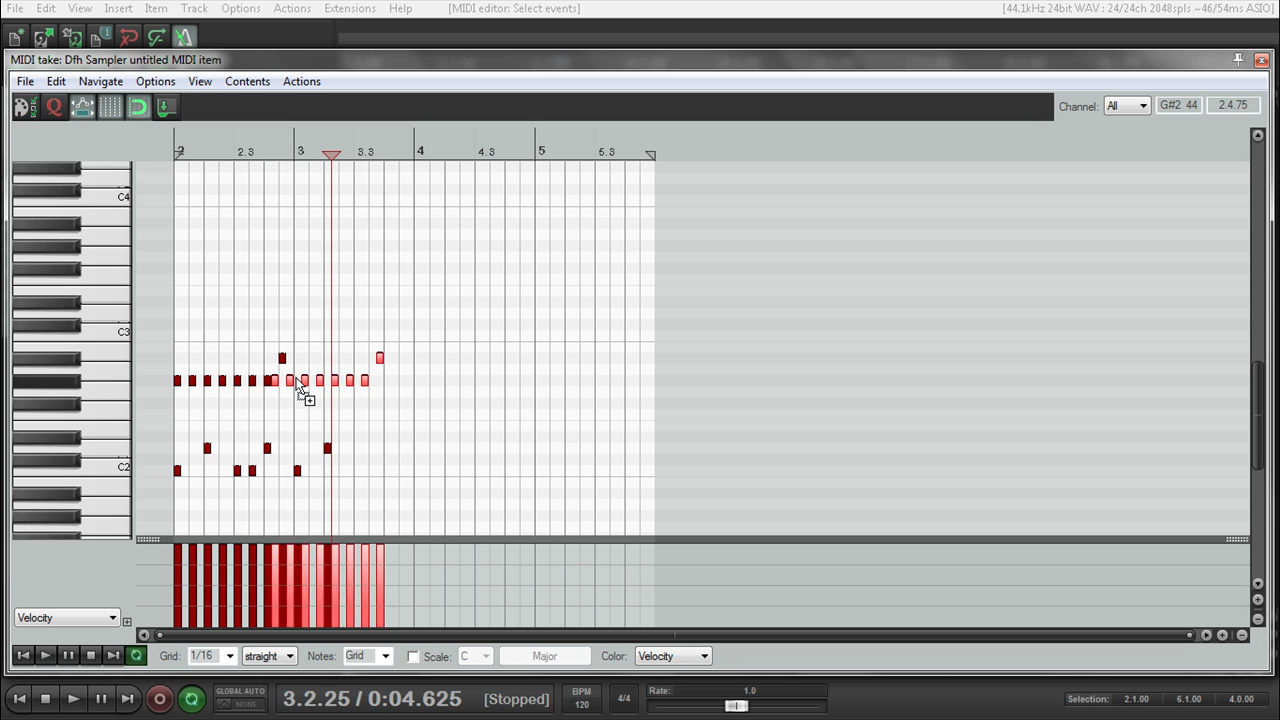 File Edit View Insert Item Track Options Actions Extensions Help [MIDI editor: Select events] [44.1kHz 24bit WAV : 24/24ch 2048spls ~46/54ms ASIO]
MIDI take: Dfh Sampler untitled MIDI item
File Edit Navigate Options View Contents Actions
Q Channel: All G#2 44 2.4.75
2 2.3 3 3.3 4 4.3 5 5.3
C4
C3
C2
Velocity
Grid: 1/16 straight Notes: Grid Scale: C Major Color: Velocity
GLOBAL AUTO
NONE
3.2.25 / 0:04.625 [Stopped]
BPM
120
4/4
Rate: 1.0
Selection: 2.1.00 6.1.00 4.0.00